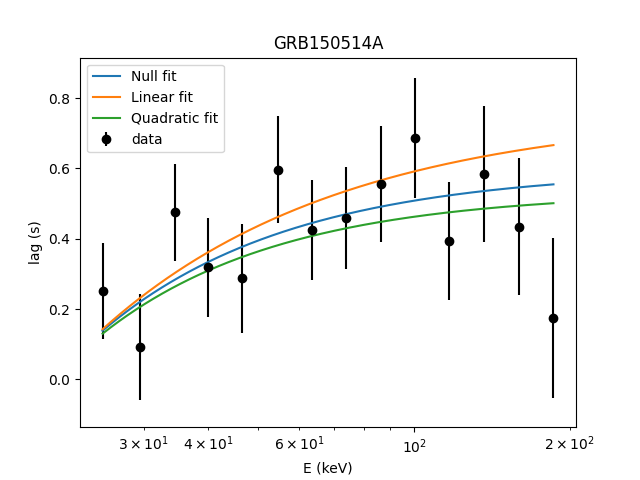 GRB150514A
Null fit
Linear fit
Quadratic fit
data
lag (s)
0.8
0.6
0.4
0.2
0.0
3 × 10¹ 4 × 10¹ 6 × 10¹ 10² 2 × 10²
E (keV)